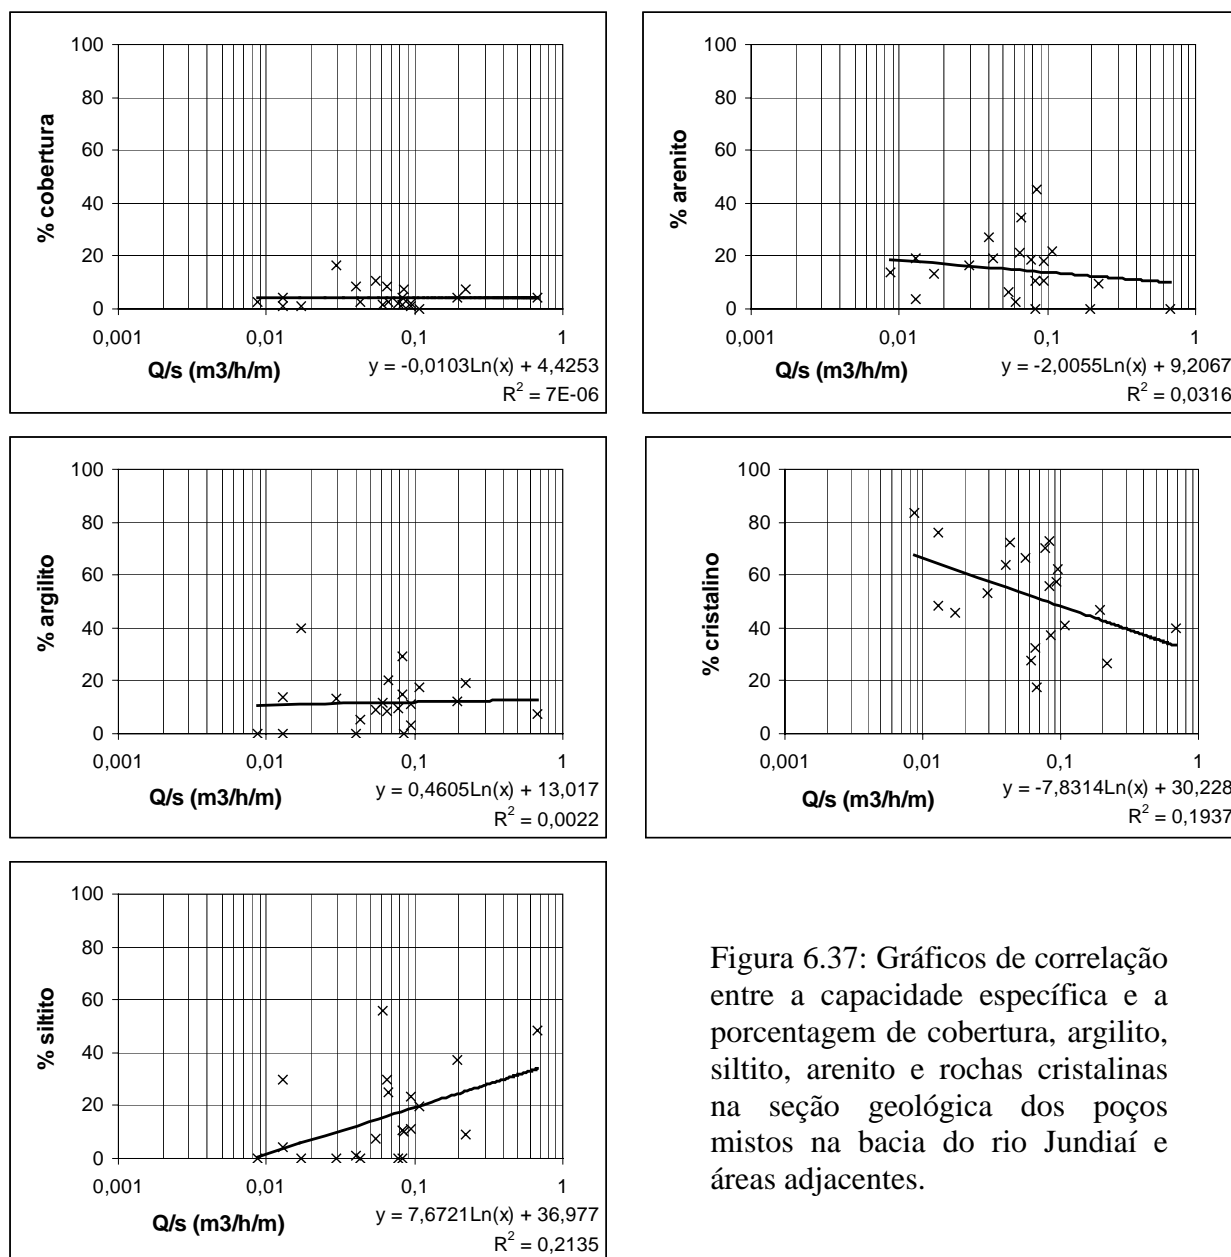 100
80
60
40
20
0
% cobertura
0,001
0,01
0,1
1
Q/s (m3/h/m)
y = -0,0103Ln(x) + 4,4253
R² = 7E-06
100
80
60
40
20
0
% arenito
0,001
0,01
0,1
1
Q/s (m3/h/m)
y = -2,0055Ln(x) + 9,2067
R² = 0,0316
100
80
60
40
20
0
% argilito
0,001
0,01
0,1
1
Q/s (m3/h/m)
y = 0,4605Ln(x) + 13,017
R² = 0,0022
100
80
60
40
20
0
% cristalino
0,001
0,01
0,1
1
Q/s (m3/h/m)
y = -7,8314Ln(x) + 30,228
R² = 0,1937
100
80
60
40
20
0
% siltito
0,001
0,01
0,1
1
Q/s (m3/h/m)
y = 7,6721Ln(x) + 36,977
R² = 0,2135
Figura 6.37: Gráficos de correlação
entre a capacidade específica e a
porcentagem de cobertura, argilito,
siltito, arenito e rochas cristalinas
na seção geológica dos poços
mistos na bacia do rio Jundiaí e
áreas adjacentes.